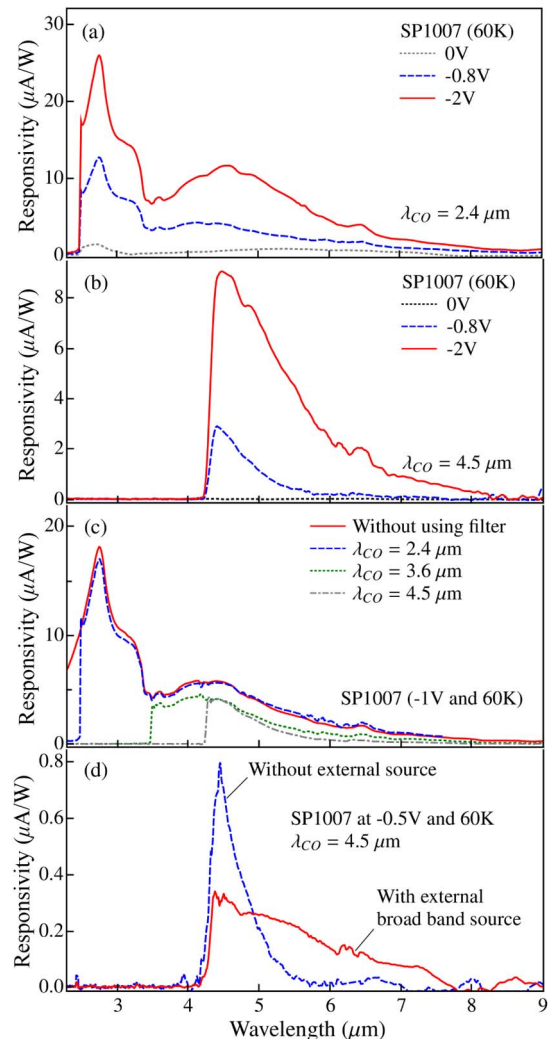 (a)
SP1007 (60K)
0V
-0.8V
-2V
λCO = 2.4 μm
Responsivity (μA/W)
30
20
10
0
(b)
SP1007 (60K)
0V
-0.8V
-2V
λCO = 4.5 μm
Responsivity (μA/W)
8
6
4
2
0
(c)
Without using filter
λCO = 2.4 μm
λCO = 3.6 μm
λCO = 4.5 μm
SP1007 (-1V and 60K)
Responsivity (μA/W)
20
10
0
(d)
Without external source
SP1007 at -0.5V and 60K
λCO = 4.5 μm
With external
broad band source
Responsivity (μA/W)
0.8
0.6
0.4
0.2
0.0
3 4 5 6 7 8 9
Wavelength (μm)